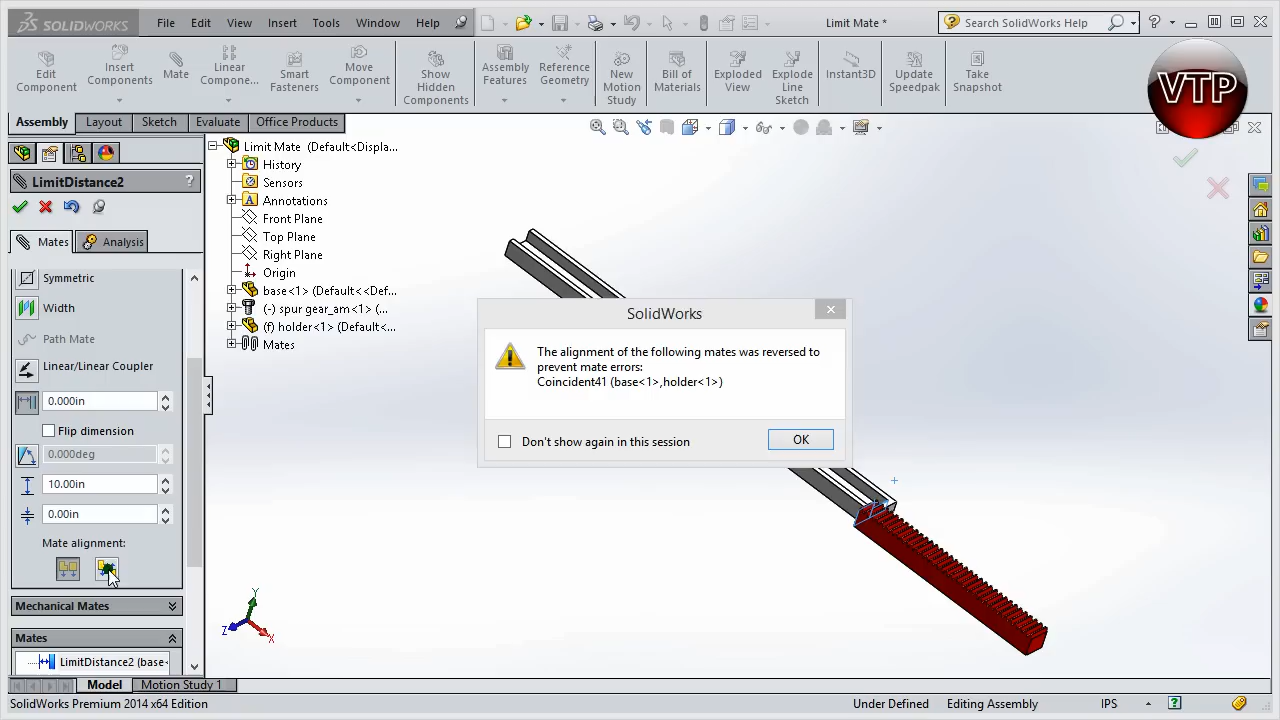 SOLIDWORKS
File Edit View Insert Tools Window Help
Limit Mate *
Search SolidWorks Help
?
VTP
Edit Component
Insert Components
Mate
Linear Compone...
Smart Fasteners
Move Component
Show Hidden Components
Assembly Features
Reference Geometry
New Motion Study
Bill of Materials
Exploded View
Explode Line Sketch
Instant3D
Update Speedpak
Take Snapshot
Assembly Layout Sketch Evaluate Office Products
LimitDistance2 ?
Mates Analysis
Symmetric
Width
Path Mate
Linear/Linear Coupler
0.000in
Flip dimension
0.000deg
10.00in
0.00in
Mate alignment:
Mechanical Mates
Mates
LimitDistance2 (base<
Limit Mate (Default<Displa...
History
Sensors
A Annotations
Front Plane
Top Plane
Right Plane
Origin
base<1> (Default<<Def...
(-) spur gear_am<1> (...
(f) holder<1> (Default<...
Mates
SolidWorks
The alignment of the following mates was reversed to
prevent mate errors:
Coincident41 (base<1>,holder<1>)
Don't show again in this session
OK
Y
Z
X
Model Motion Study 1
SolidWorks Premium 2014 x64 Edition
Under Defined Editing Assembly IPS ?